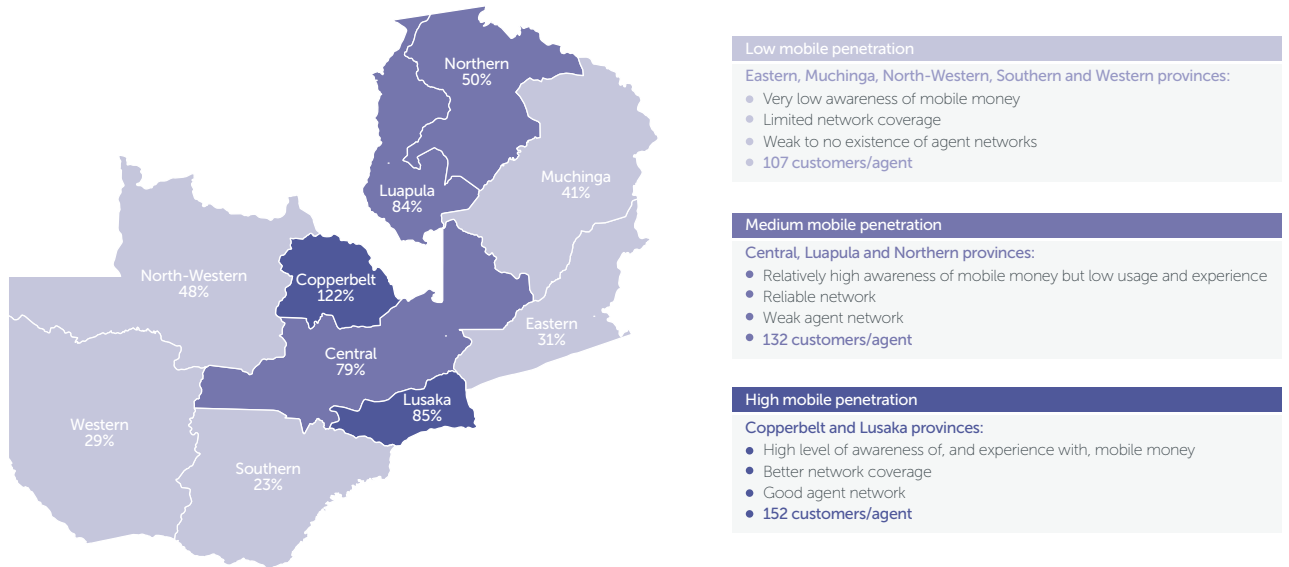 Northern
50%
Luapula
84%
Muchinga
41%
North-Western
48%
Copperbelt
122%
Eastern
31%
Central
79%
Lusaka
85%
Western
29%
Southern
23%
Low mobile penetration
Eastern, Muchinga, North-Western, Southern and Western provinces:
Very low awareness of mobile money
Limited network coverage
Weak to no existence of agent networks
107 customers/agent
Medium mobile penetration
Central, Luapula and Northern provinces:
Relatively high awareness of mobile money but low usage and experience
Reliable network
Weak agent network
132 customers/agent
High mobile penetration
Copperbelt and Lusaka provinces:
High level of awareness of, and experience with, mobile money
Better network coverage
Good agent network
152 customers/agent